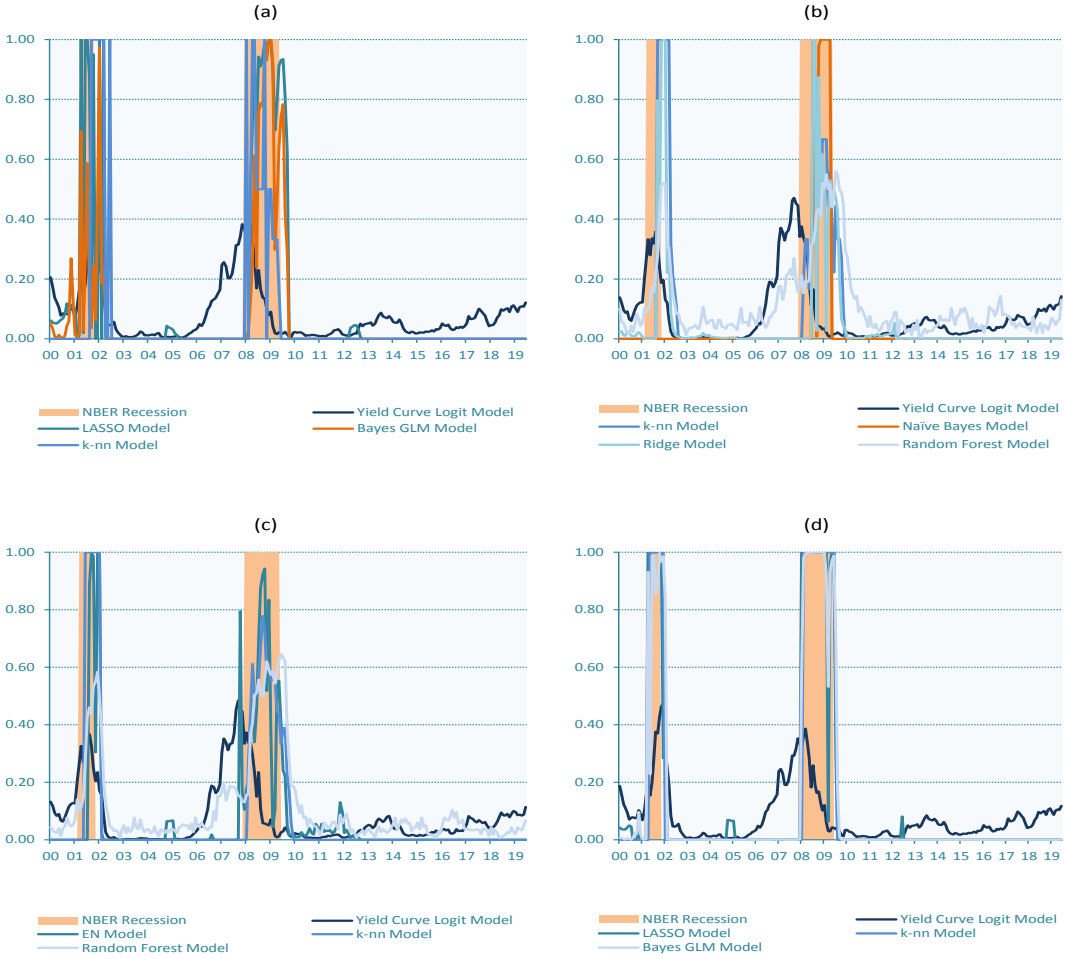 (a)
1.00
0.80
0.60
0.40
0.20
0.00
00 01 02 03 04 05 06 07 08 09 10 11 12 13 14 15 16 17 18 19
NBER Recession
Yield Curve Logit Model
LASSO Model
Bayes GLM Model
k-nn Model
(b)
1.00
0.80
0.60
0.40
0.20
0.00
00 01 02 03 04 05 06 07 08 09 10 11 12 13 14 15 16 17 18 19
NBER Recession
Yield Curve Logit Model
k-nn Model
Naïve Bayes Model
Ridge Model
Random Forest Model
(c)
1.00
0.80
0.60
0.40
0.20
0.00
00 01 02 03 04 05 06 07 08 09 10 11 12 13 14 15 16 17 18 19
NBER Recession
Yield Curve Logit Model
EN Model
k-nn Model
Random Forest Model
(d)
1.00
0.80
0.60
0.40
0.20
0.00
00 01 02 03 04 05 06 07 08 09 10 11 12 13 14 15 16 17 18 19
NBER Recession
Yield Curve Logit Model
LASSO Model
k-nn Model
Bayes GLM Model